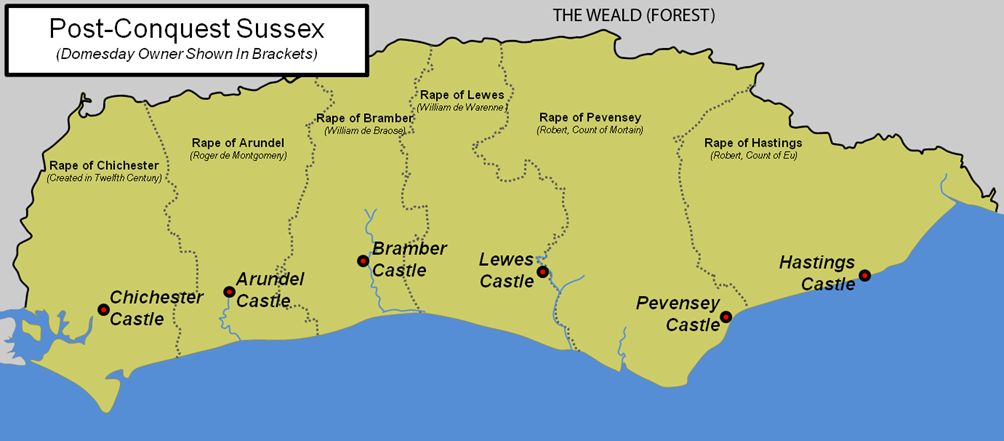 THE WEALD (FOREST)
Post-Conquest Sussex
(Domesday Owner Shown In Brackets)
Rape of Chichester
(Created in Twelfth Century)
Rape of Arundel
(Roger de Montgomery)
Rape of Bramber
(William de Braose)
Rape of Lewes
(William de Warenne)
Rape of Pevensey
(Robert, Count of Mortain)
Rape of Hastings
(Robert, Count of Eu)
Chichester
Castle
Arundel
Castle
Bramber
Castle
Lewes
Castle
Pevensey
Castle
Hastings
Castle